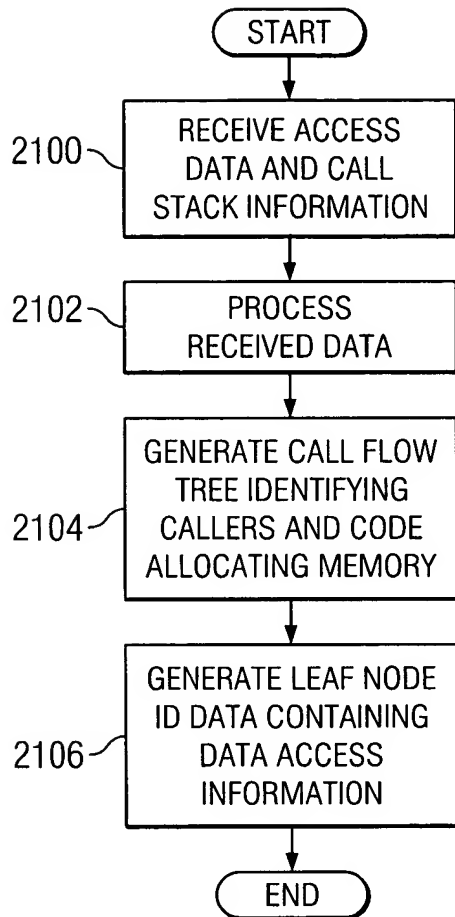 START
2100
RECEIVE ACCESS
DATA AND CALL
STACK INFORMATION
2102
PROCESS
RECEIVED DATA
2104
GENERATE CALL FLOW
TREE IDENTIFYING
CALLERS AND CODE
ALLOCATING MEMORY
2106
GENERATE LEAF NODE
ID DATA CONTAINING
DATA ACCESS
INFORMATION
END